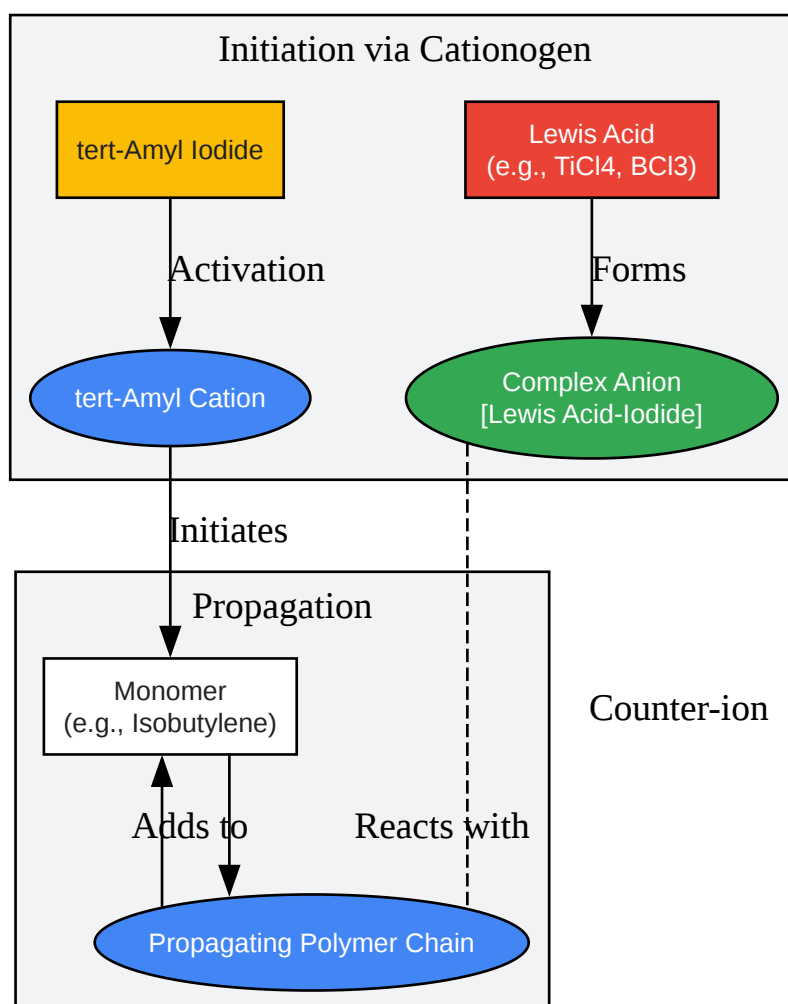 Initiation via Cationogen
tert-Amyl Iodide
Lewis Acid
(e.g., TiCl4, BCl3)
Activation
Forms
tert-Amyl Cation
Complex Anion
[Lewis Acid-Iodide]
Initiates
Propagation
Monomer
(e.g., Isobutylene)
Counter-ion
Adds to
Reacts with
Propagating Polymer Chain